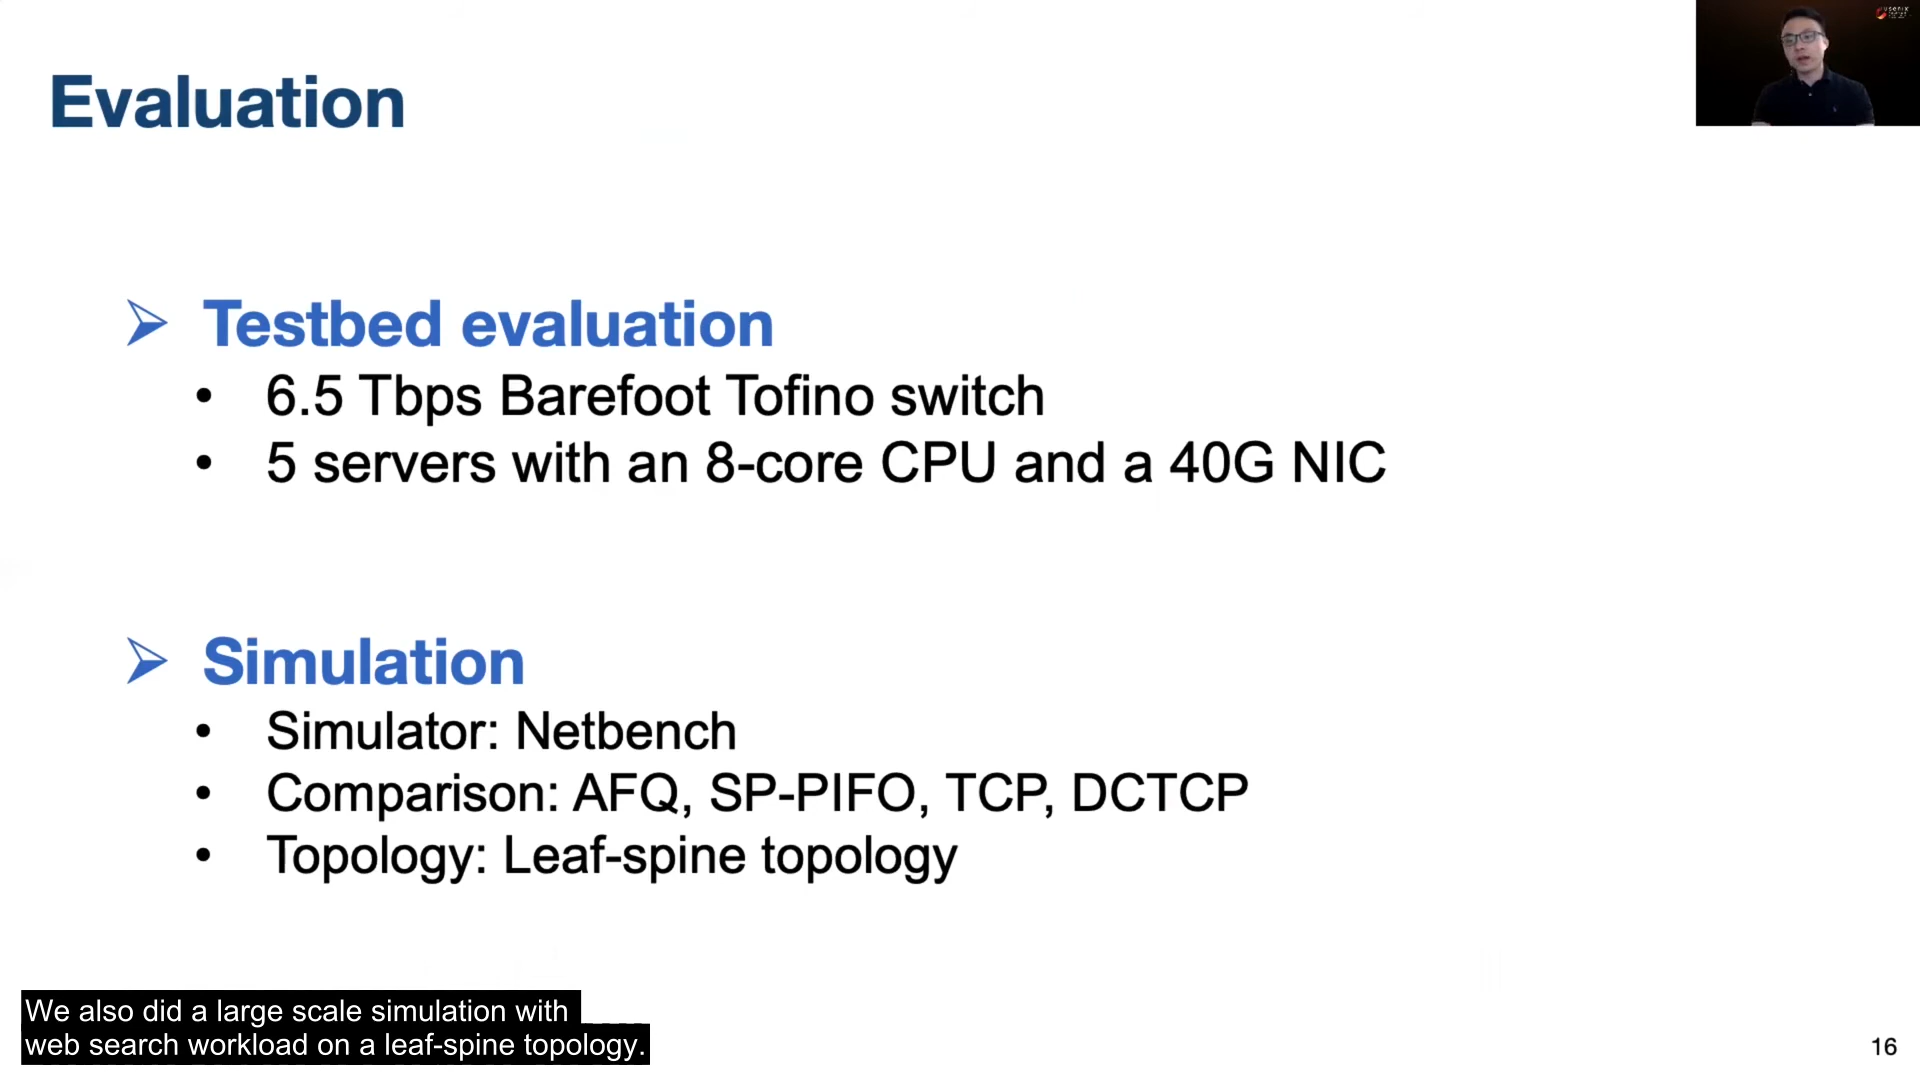 Evaluation
usenix
➢ Testbed evaluation
• 6.5 Tbps Barefoot Tofino switch
• 5 servers with an 8-core CPU and a 40G NIC
➢ Simulation
• Simulator: Netbench
• Comparison: AFQ, SP-PIFO, TCP, DCTCP
• Topology: Leaf-spine topology
We also did a large scale simulation with
web search workload on a leaf-spine topology.
16